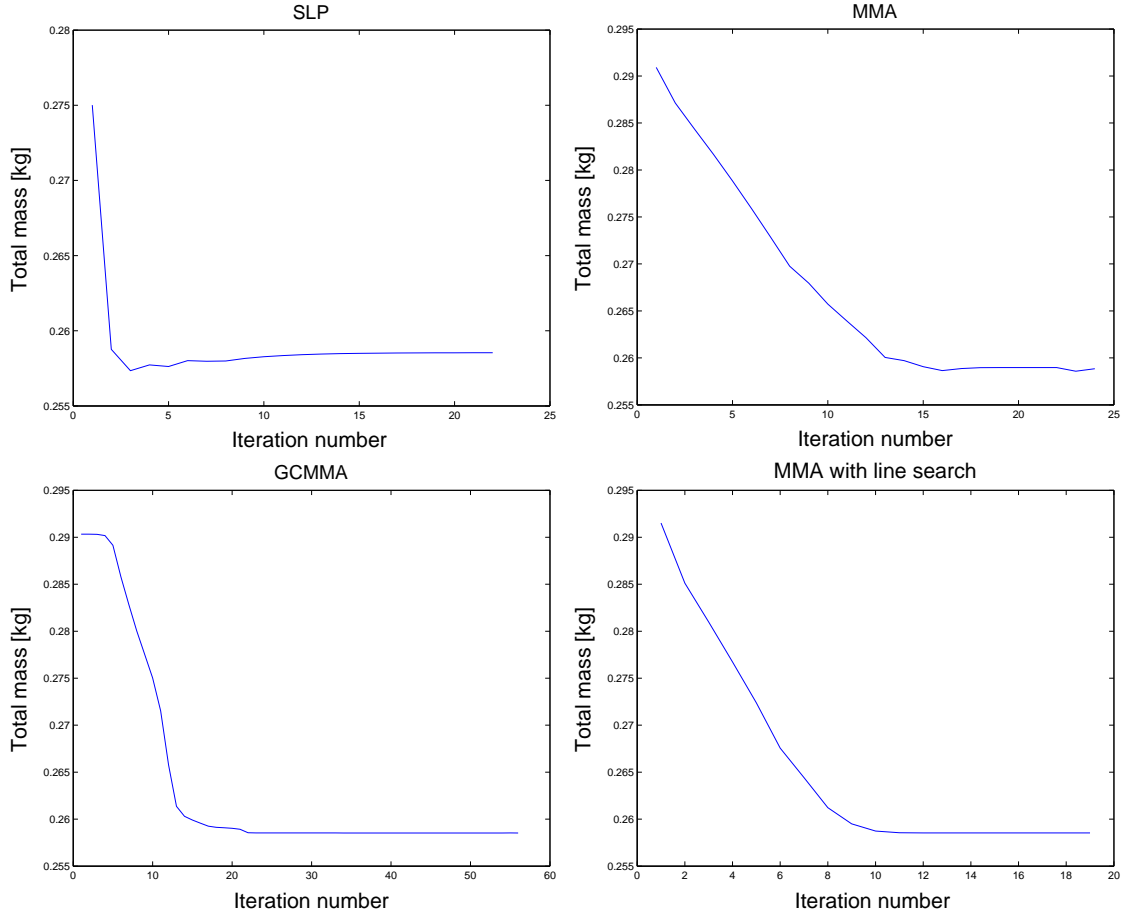 SLP
0.28
0.275
0.27
0.265
0.26
0.255
0 5 10 15 20 25
Total mass [kg]
Iteration number
MMA
0.295
0.29
0.285
0.28
0.275
0.27
0.265
0.26
0.255
0 5 10 15 20 25
Total mass [kg]
Iteration number
GCMMA
0.295
0.29
0.285
0.28
0.275
0.27
0.265
0.26
0.255
0 10 20 30 40 50 60
Total mass [kg]
Iteration number
MMA with line search
0.295
0.29
0.285
0.28
0.275
0.27
0.265
0.26
0.255
0 2 4 6 8 10 12 14 16 18 20
Total mass [kg]
Iteration number